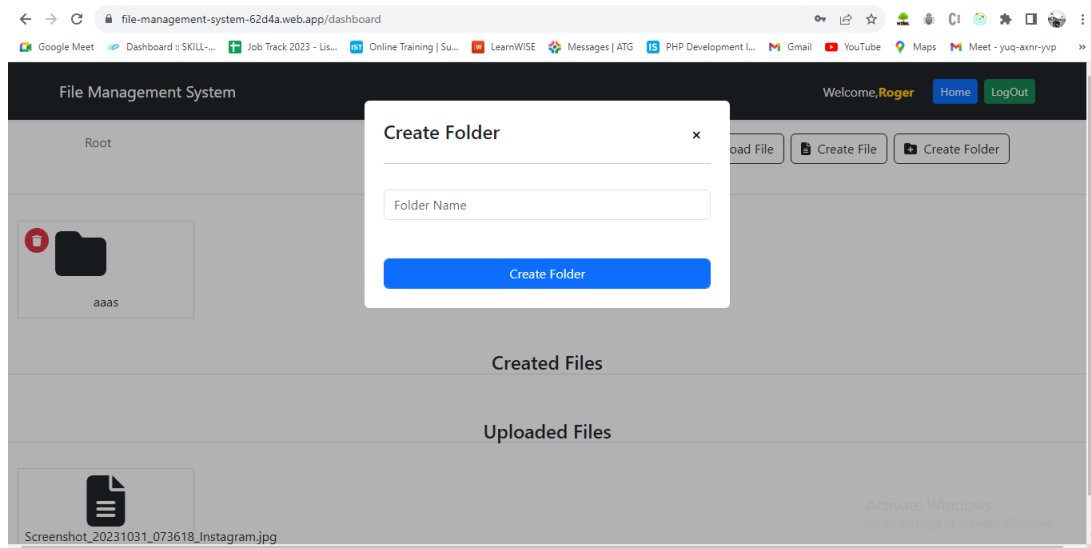 file-management-system-62d4a.web.app/dashboard
Google Meet Dashboard :: SKILL-... Job Track 2023 - Lis... Online Training | Su... LearnWISE Messages | ATG PHP Development I... Gmail YouTube Maps Meet - yuq-axnr-yvp »
File Management System Welcome,Roger Home LogOut
Root oad File Create File Create Folder
Create Folder ×
Folder Name
Create Folder
aaas
Created Files
Uploaded Files
Screenshot_20231031_073618_Instagram.jpg
Activate Windows
Go to Settings to activate Windows.